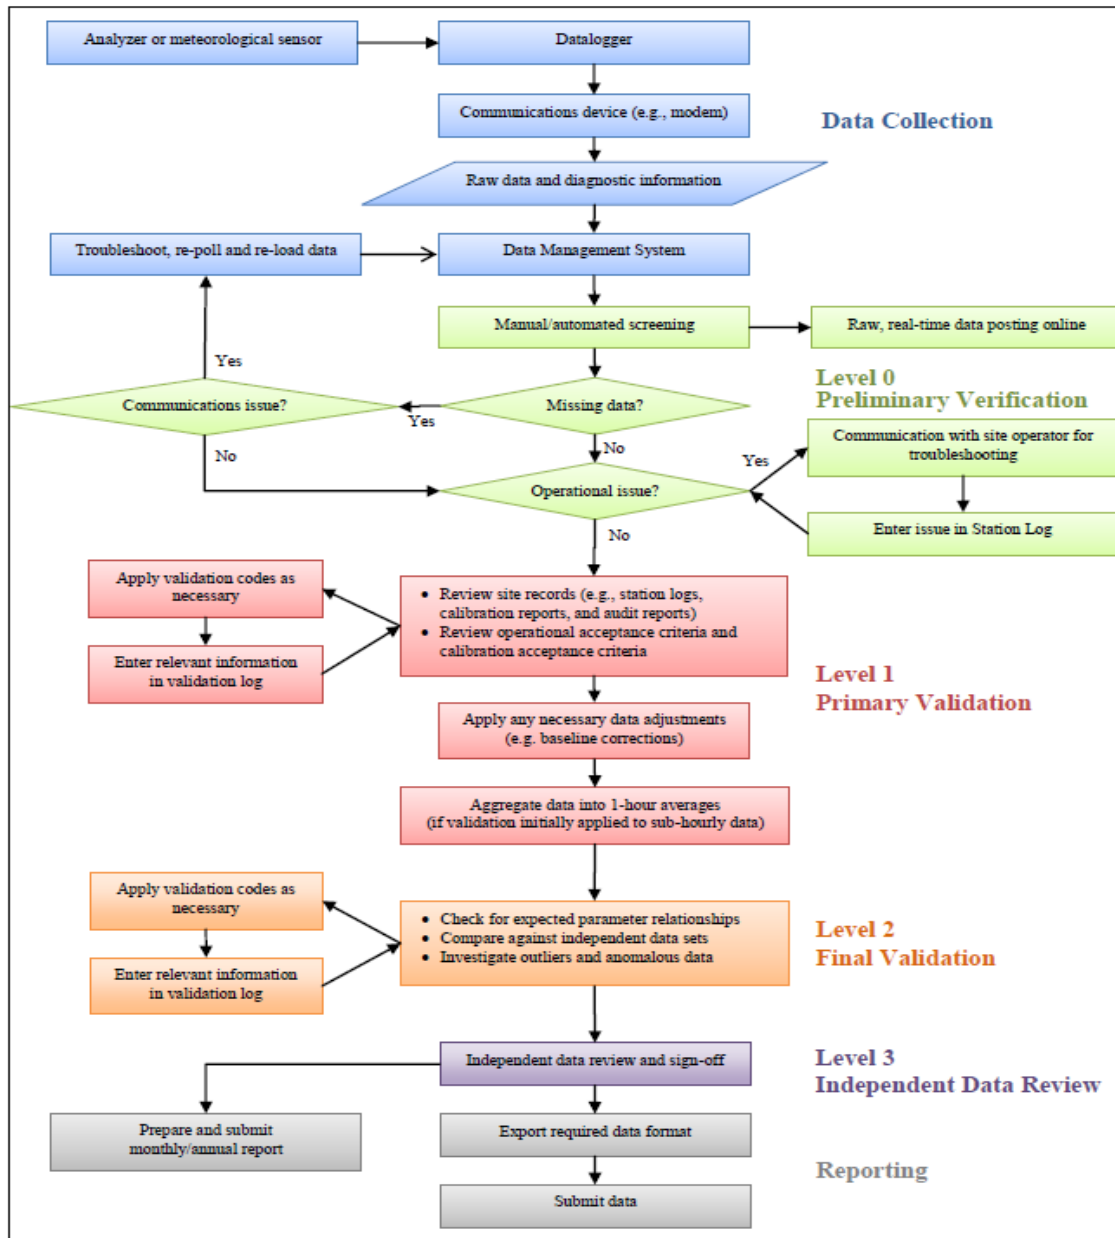 Analyzer or meteorological sensor
Datalogger
Communications device (e.g., modem)
Data Collection
Raw data and diagnostic information
Troubleshoot, re-poll and re-load data
Data Management System
Manual/automated screening
Raw, real-time data posting online
Yes
Level 0
Preliminary Verification
Communications issue?
Yes
Missing data?
No
No
Yes
Communication with site operator for
troubleshooting
Operational issue?
Enter issue in Station Log
No
Apply validation codes as
necessary
• Review site records (e.g., station logs,
calibration reports, and audit reports)
• Review operational acceptance criteria and
calibration acceptance criteria
Enter relevant information
in validation log
Level 1
Primary Validation
Apply any necessary data adjustments
(e.g. baseline corrections)
Aggregate data into 1-hour averages
(if validation initially applied to sub-hourly data)
Apply validation codes as
necessary
• Check for expected parameter relationships
• Compare against independent data sets
• Investigate outliers and anomalous data
Enter relevant information
in validation log
Level 2
Final Validation
Independent data review and sign-off
Level 3
Independent Data Review
Prepare and submit
monthly/annual report
Export required data format
Reporting
Submit data